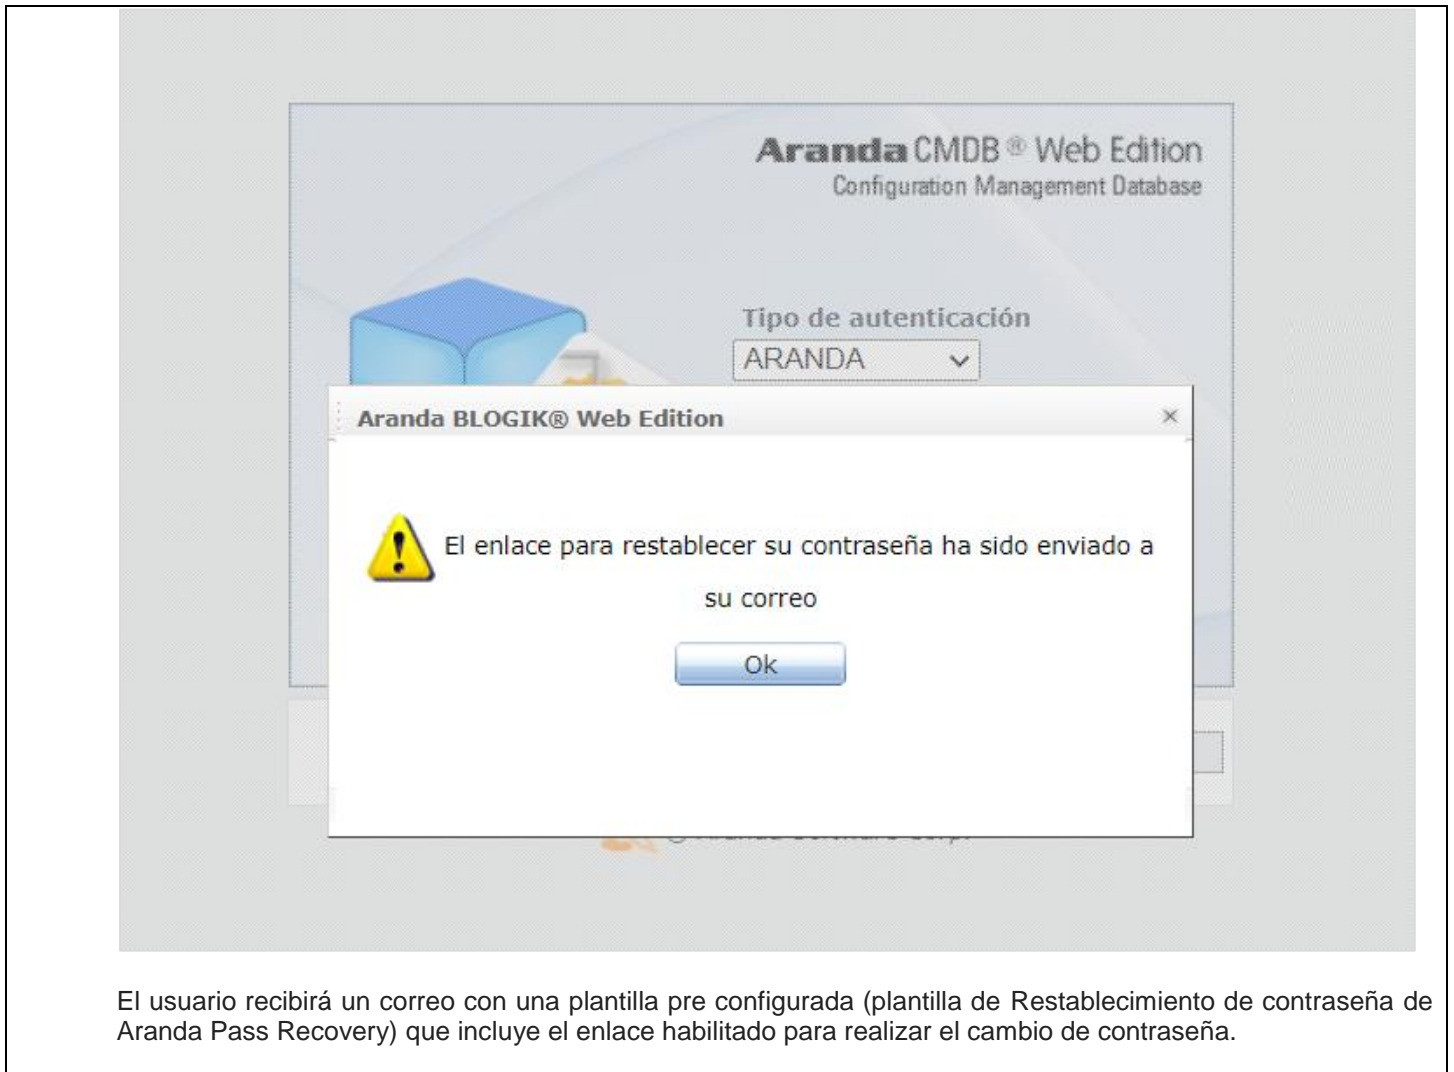 Aranda CMDB ® Web Edition
Configuration Management Database
Tipo de autenticación
ARANDA
Aranda BLOGIK® Web Edition
El enlace para restablecer su contraseña ha sido enviado a
su correo
Ok
El usuario recibirá un correo con una plantilla pre configurada (plantilla de Restablecimiento de contraseña de
Aranda Pass Recovery) que incluye el enlace habilitado para realizar el cambio de contraseña.